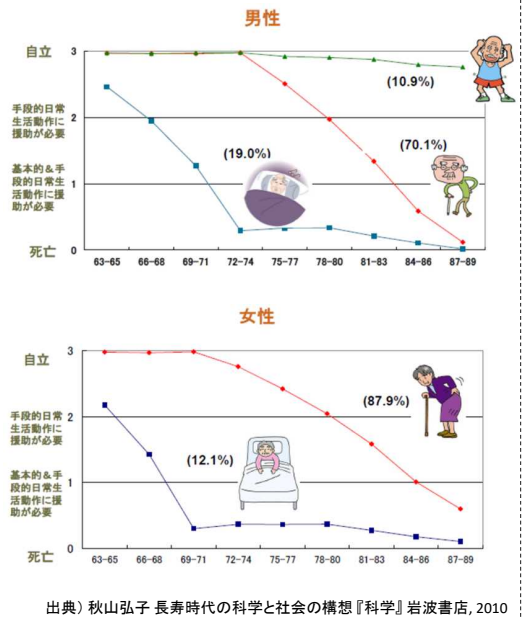 男性
自立
3
手段的日常
生活動作に
援助が必要
2
基本的&手
段的日常生
活動作に援
助が必要
1
死亡
0
(10.9%)
(19.0%)
(70.1%)
63-65 66-68 69-71 72-74 75-77 78-80 81-83 84-86 87-89
女性
自立
3
手段的日常
生活動作に
援助が必要
2
基本的&手
段的日常生
活動作に援
助が必要
1
死亡
0
(87.9%)
(12.1%)
63-65 66-68 69-71 72-74 75-77 78-80 81-83 84-86 87-89
出典) 秋山弘子 長寿時代の科学と社会の構想 『科学』 岩波書店, 2010